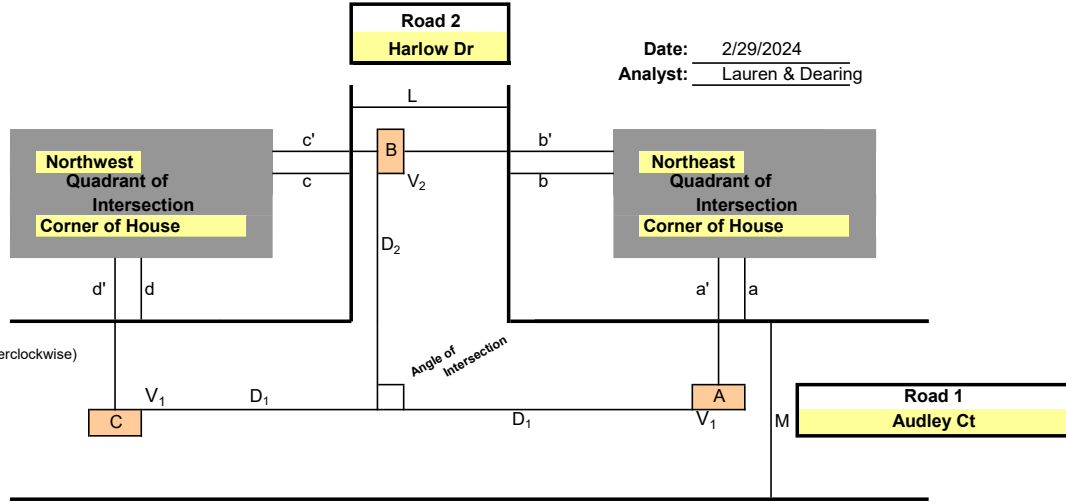 Road 2
Harlow Dr
Date: 2/29/2024
Analyst: Lauren & Dearing
L
c' B b'
Northwest
Quadrant of
Intersection
Corner of House
c V2 b
Northeast
Quadrant of
Intersection
Corner of House
D2
d' d a' a
erclockwise)
Angle of
Intersection
V1 D1 A
C D1 V1 M
Road 1
Audley Ct